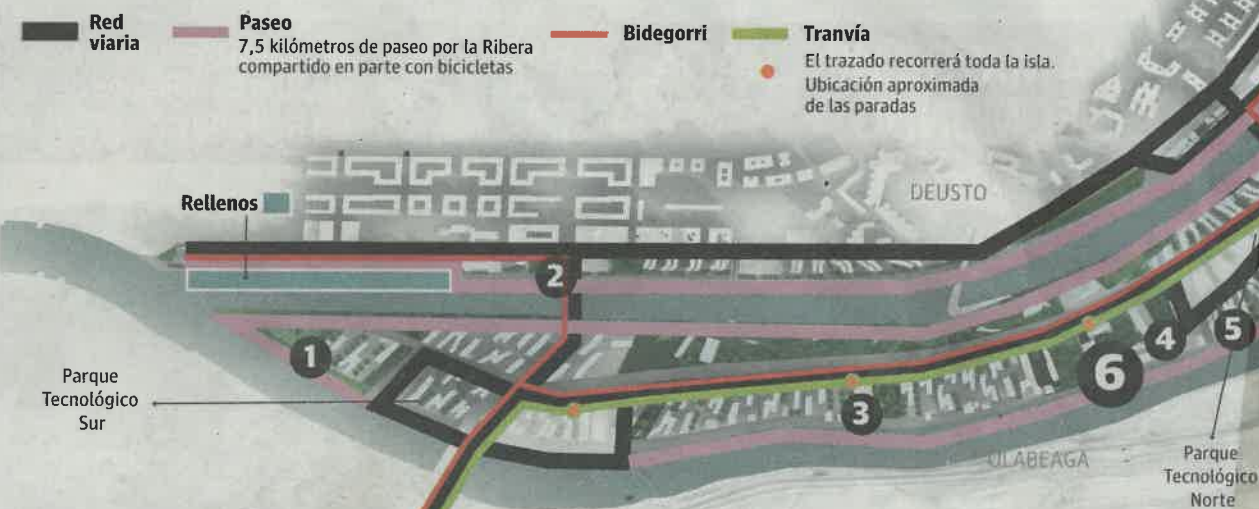 Red
viaria
Paseo
7,5 kilómetros de paseo por la Ribera
compartido en parte con bicicletas
Bidegorri
Tranvía
El trazado recorrerá toda la isla.
Ubicación aproximada
de las paradas
Rellenos
DEUSTO
2
1
Parque
Tecnológico
Sur
3
6
4
5
OLABEAGA
Parque
Tecnológico
Norte